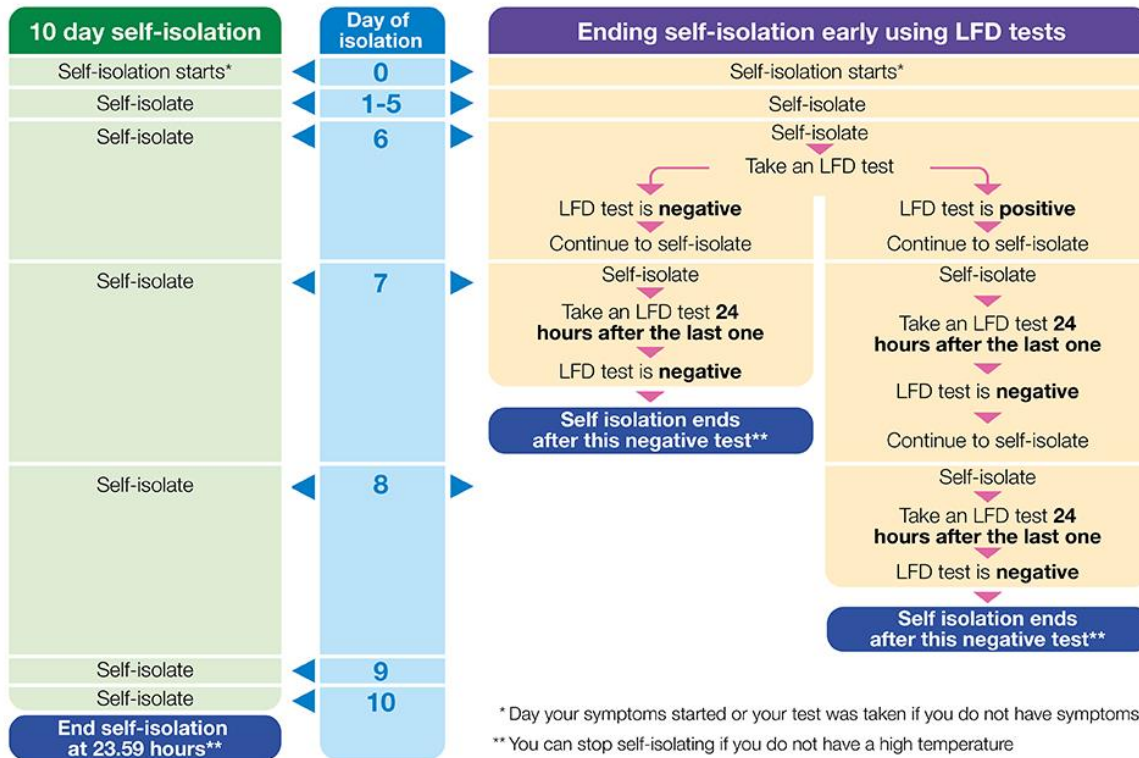 10 day self-isolation
Day of
isolation
Ending self-isolation early using LFD tests
Self-isolation starts*
0
Self-isolation starts*
Self-isolate
1-5
Self-isolate
Self-isolate
6
Self-isolate
Take an LFD test
LFD test is negative
Continue to self-isolate
LFD test is positive
Continue to self-isolate
Self-isolate
7
Self-isolate
Take an LFD test 24
hours after the last one
LFD test is negative
Self isolation ends
after this negative test**
Self-isolate
Take an LFD test 24
hours after the last one
LFD test is negative
Continue to self-isolate
Self-isolate
8
Self-isolate
Take an LFD test 24
hours after the last one
LFD test is negative
Self isolation ends
after this negative test**
Self-isolate
9
Self-isolate
10
End self-isolation
at 23.59 hours**
* Day your symptoms started or your test was taken if you do not have symptoms
** You can stop self-isolating if you do not have a high temperature